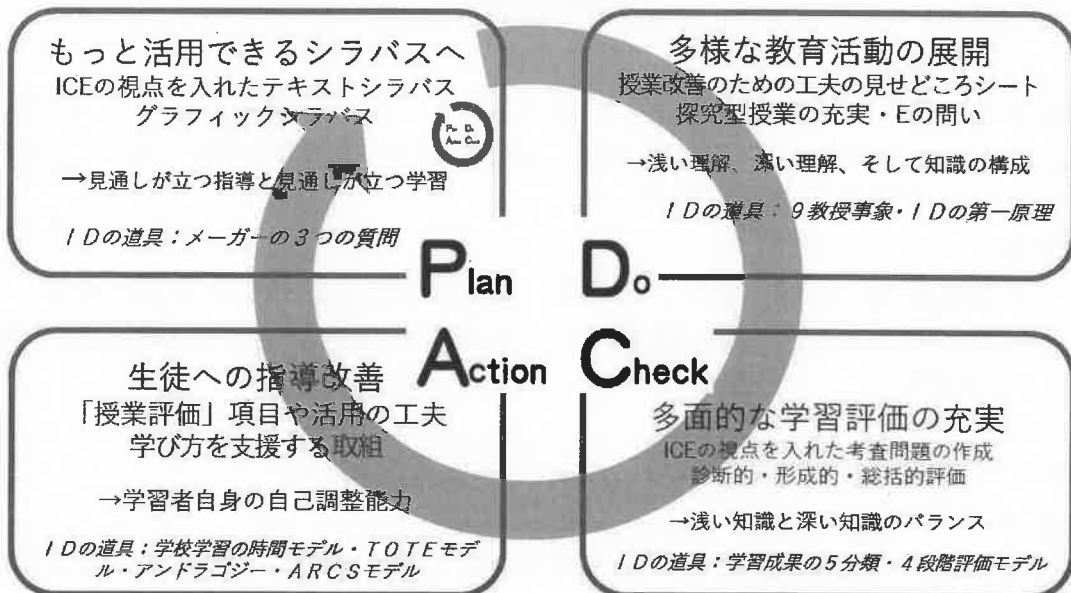 もっと活用できるシラバスへ
ICEの視点を入れたテキストシラバス
グラフィックシラバス
→見通しが立つ指導と見通しが立つ学習
IDの道具：メーガーの3つの質問
Plan
多様な教育活動の展開
授業改善のための工夫の見せどころシート
探究型授業の充実・Eの問い
→浅い理解、深い理解、そして知識の構成
IDの道具：9教授事象・IDの第一原理
Do
生徒への指導改善
「授業評価」項目や活用の工夫
学び方を支援する取組
→学習者自身の自己調整能力
IDの道具：学校学習の時間モデル・TOTEモデ
ル・アンドラゴジー・ARCSモデル
Action
Check
多面的な学習評価の充実
ICEの視点を入れた考査問題の作成
診断的・形成的・総括的評価
→浅い知識と深い知識のバランス
IDの道具：学習成果の5分類・4段階評価モデル